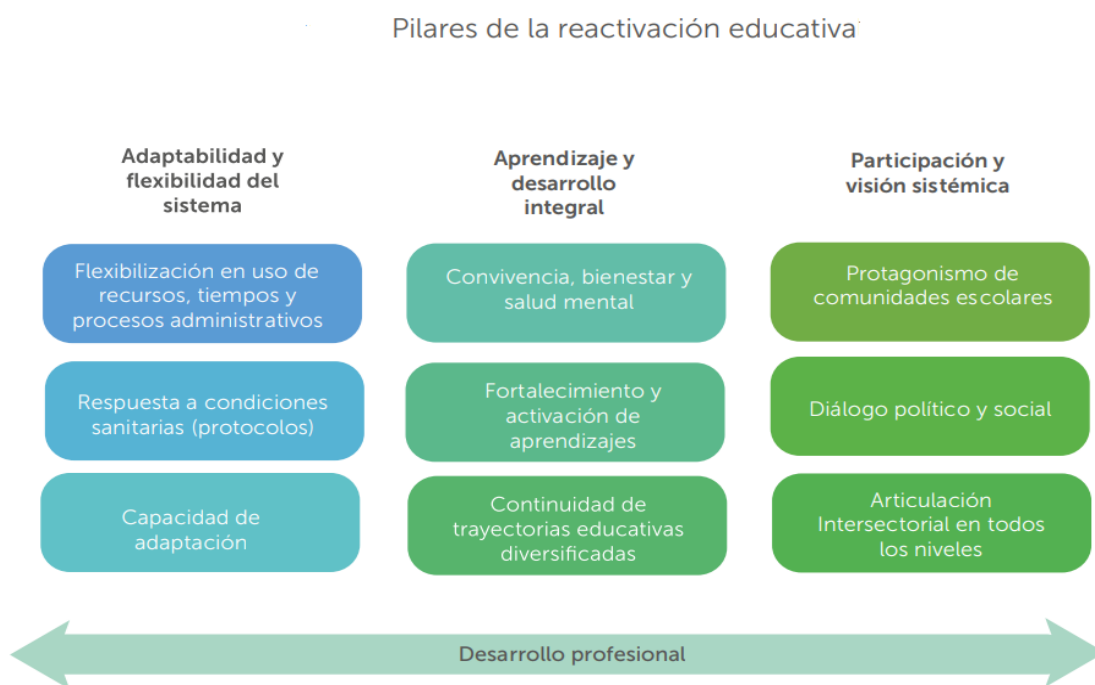 Pilares de la reactivación educativa
Adaptabilidad y
flexibilidad del
sistema
Flexibilización en uso de
recursos, tiempos y
procesos administrativos
Respuesta a condiciones
sanitarias (protocolos)
Capacidad de
adaptación
Aprendizaje y
desarrollo
integral
Convivencia, bienestar y
salud mental
Fortalecimiento y
activación de
aprendizajes
Continuidad de
trayectorias educativas
diversificadas
Participación y
visión sistémica
Protagonismo de
comunidades escolares
Diálogo político y social
Articulación
Intersectorial en todos
los niveles
Desarrollo profesional